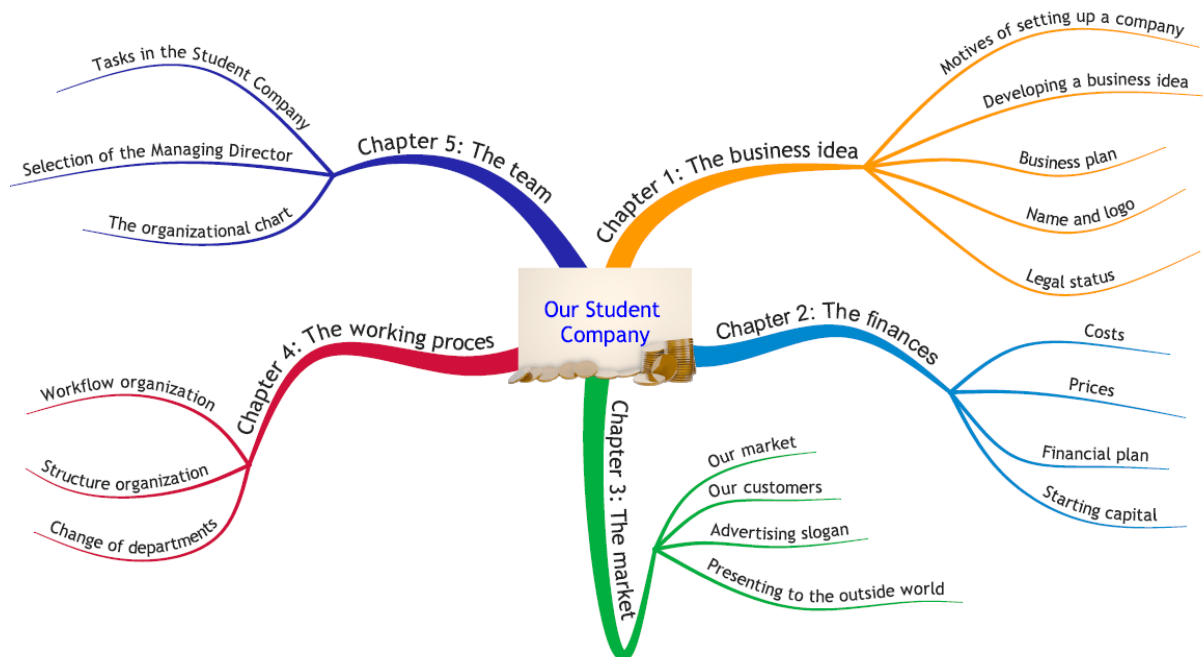 Our Student
Company
Chapter 1: The business idea
Motives of setting up a company
Developing a business idea
Business plan
Name and logo
Legal status
Chapter 2: The finances
Costs
Prices
Financial plan
Starting capital
Chapter 3: The market
Our market
Our customers
Advertising slogan
Presenting to the outside world
Chapter 4: The working proces
Workflow organization
Structure organization
Change of departments
Chapter 5: The team
Tasks in the Student Company
Selection of the Managing Director
The organizational chart